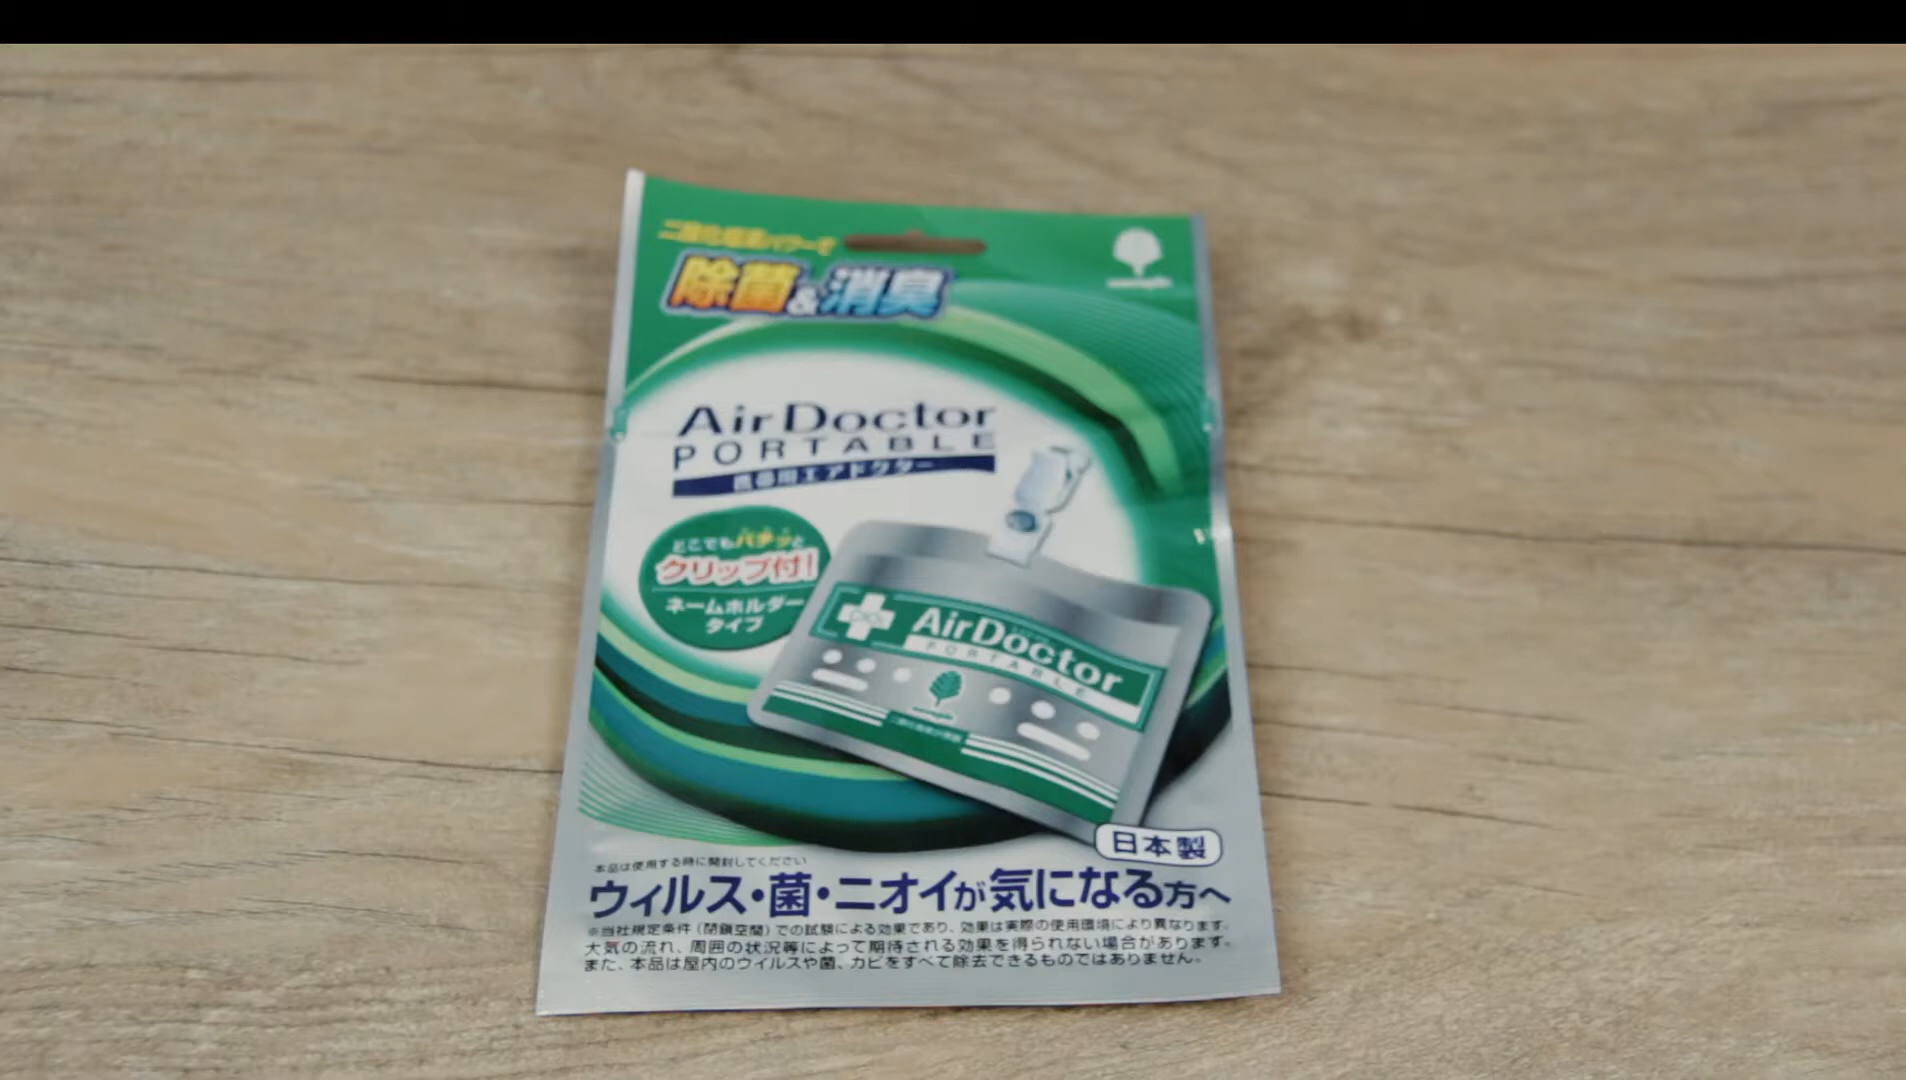 二酸化塩素パワーで
除菌&消臭
AirDoctor
PORTABLE
携帯用エアドクター
どこでもパチッと
クリップ付!
ネームホルダー
タイプ
AirDoctor
PORTABLE
日本製
本品は使用する時に開封してください
ウィルス・菌・ニオイが気になる方へ
※当社規定条件(閉鎖空間)での試験による効果であり、効果は実際の使用環境により異なります。
大気の流れ、周囲の状況等によって期待される効果を得られない場合があります。
また、本品は屋内のウイルスや菌、カビをすべて除去できるものではありません。